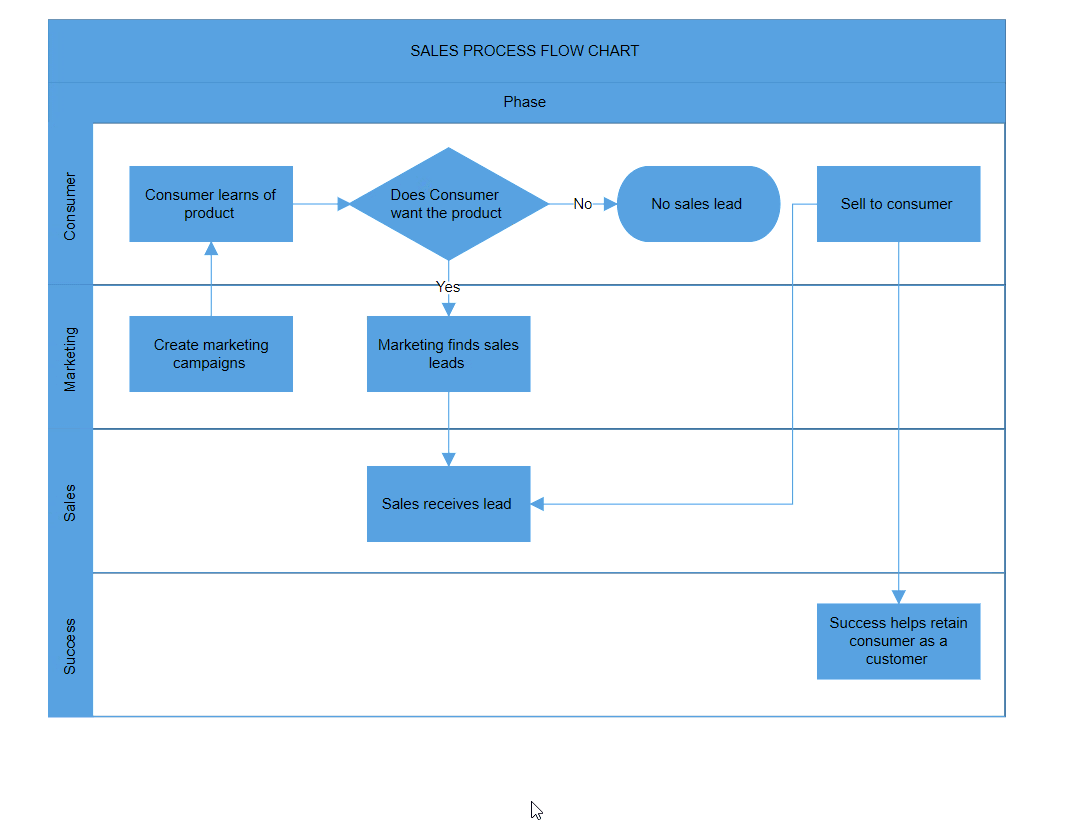 SALES PROCESS FLOW CHART
Phase
Consumer
Consumer learns of
product
Does Consumer
want the product
No
No sales lead
Sell to consumer
Yes
Marketing
Create marketing
campaigns
Marketing finds sales
leads
Sales
Sales receives lead
Success
Success helps retain
consumer as a
customer